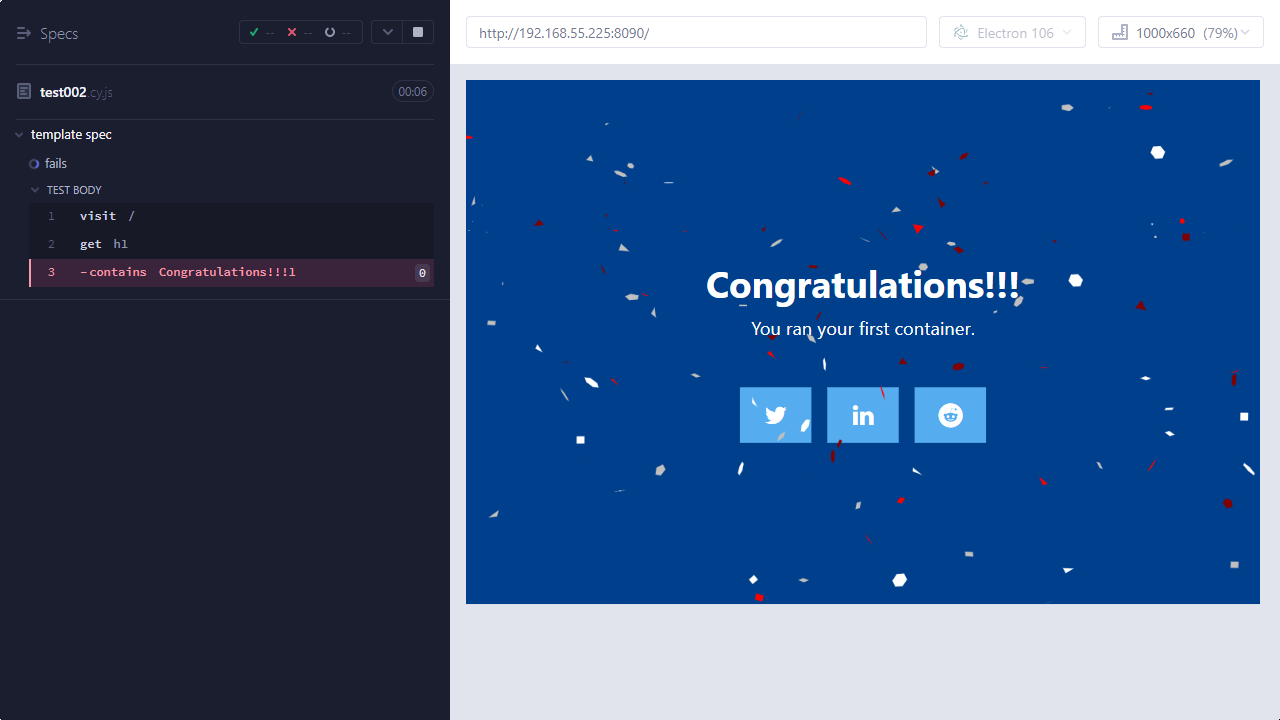 Specs
-- -- --
test002.cy.js
00:06
template spec
fails
TEST BODY
1 visit /
2 get h1
3 -contains Congratulations!!!1 0
http://192.168.55.225:8090/
Electron 106
1000x660 (79%)
Congratulations!!!
You ran your first container.
in